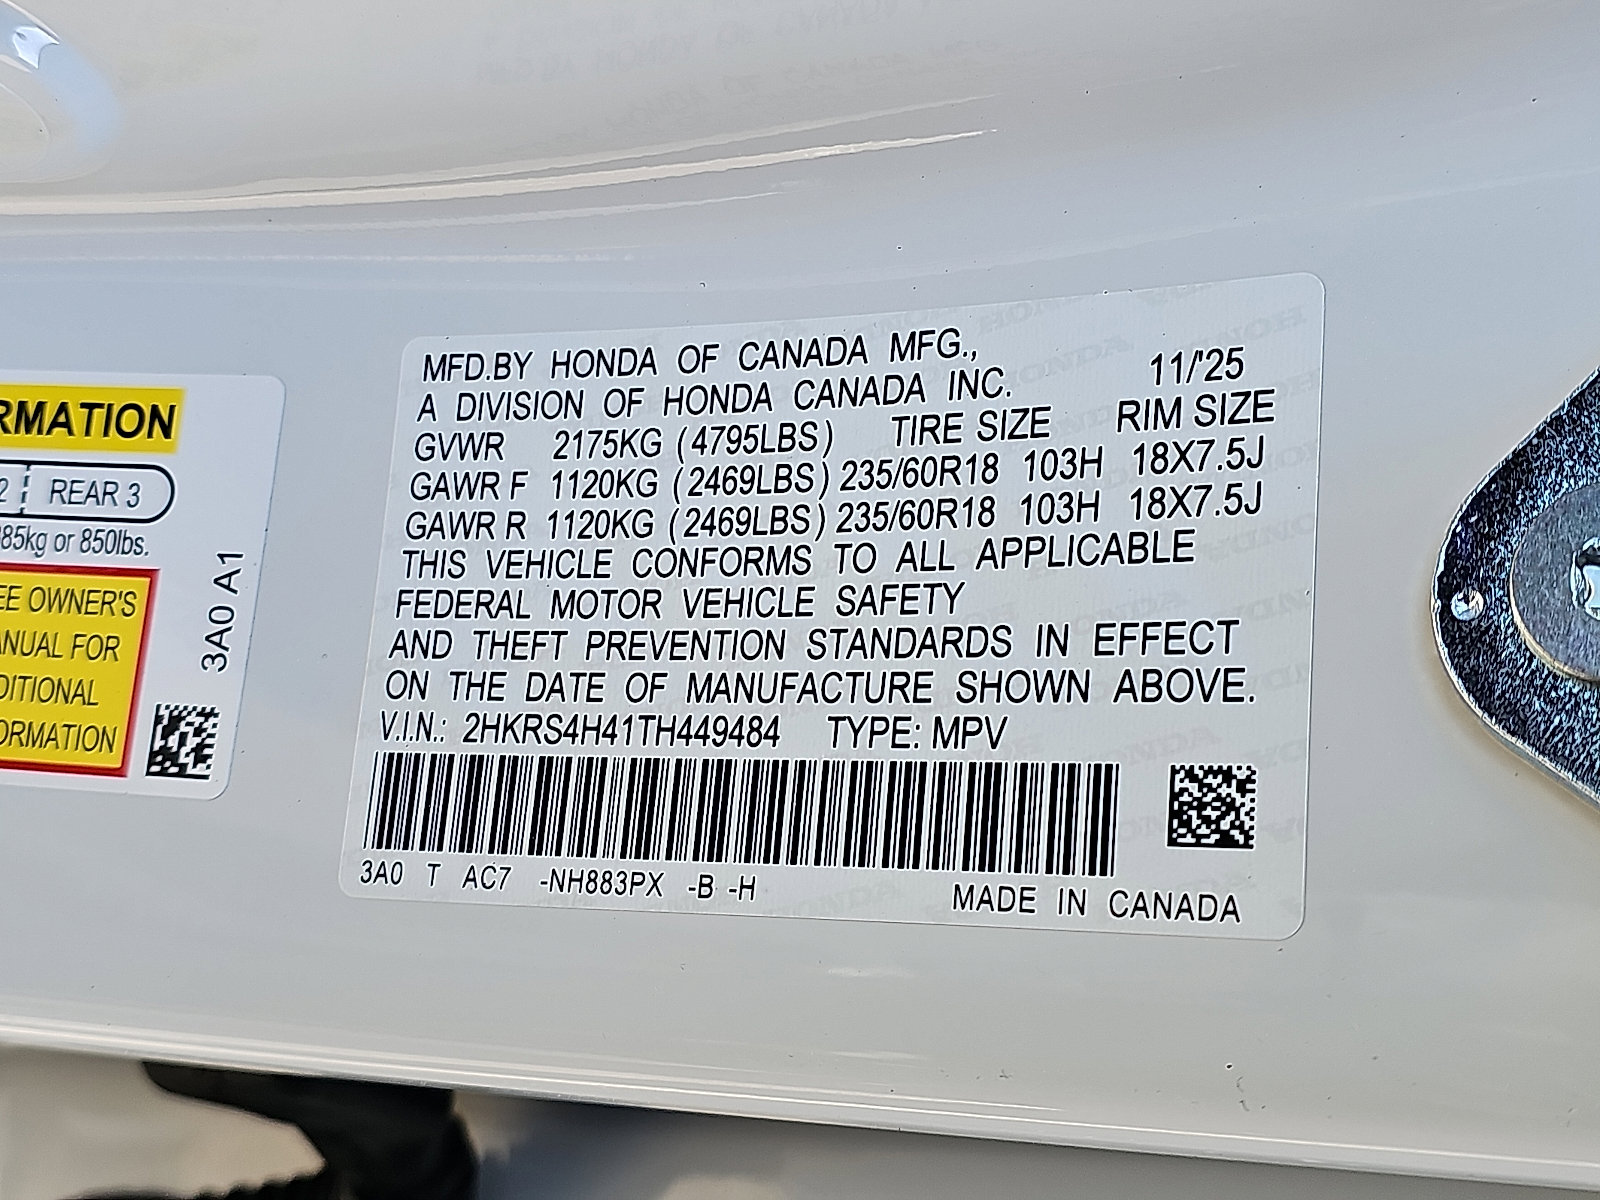 RMATION
2 REAR 3
385kg or 850lbs.
EE OWNER'S
ANUAL FOR
DITIONAL
ORMATION
3A0 A1
MFD.BY HONDA OF CANADA MFG.,
A DIVISION OF HONDA CANADA INC. 11/'25
GVWR 2175KG (4795LBS) TIRE SIZE RIM SIZE
GAWR F 1120KG (2469LBS) 235/60R18 103H 18X7.5J
GAWR R 1120KG (2469LBS) 235/60R18 103H 18X7.5J
THIS VEHICLE CONFORMS TO ALL APPLICABLE
FEDERAL MOTOR VEHICLE SAFETY
AND THEFT PREVENTION STANDARDS IN EFFECT
ON THE DATE OF MANUFACTURE SHOWN ABOVE.
V.I.N.: 2HKRS4H41TH449484 TYPE: MPV
3A0 T AC7 -NH883PX -B -H MADE IN CANADA